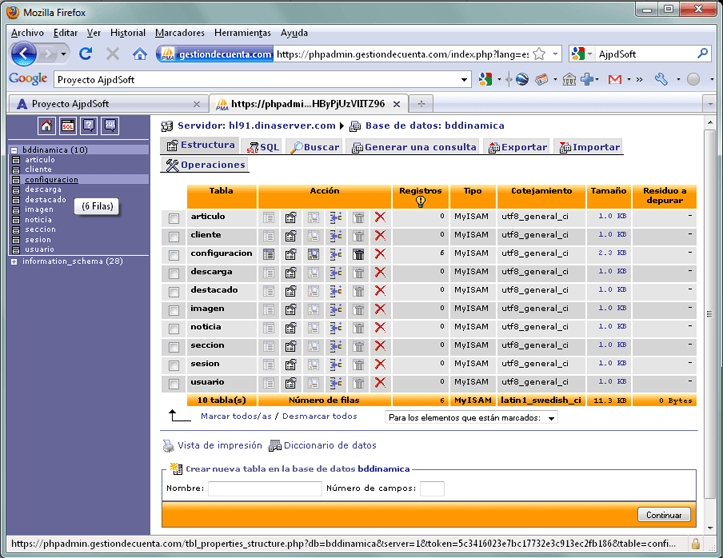 Mozilla Firefox
Archivo Editar Ver Historial Marcadores Herramientas Ayuda
gestiondecuenta.com https://phpadmin.gestiondecuenta.com/index.php?lang=es AjpdSoft
Google Proyecto AjpdSoft
Proyecto AjpdSoft https://phpadmi...HByPjUzVIITZ96
Servidor: hl91.dinaserver.com Base de datos: bddinamica
Estructura SQL Buscar Generar una consulta Exportar Importar
Operaciones
bddinamica (10)
articulo
cliente
configuracion
descarga
destacado
imagen
noticia
seccion
sesion
usuario
information_schema (28)
(6 Filas)
Tabla Acción Registros Tipo Cotejamiento Tamaño Residuo a depurar
articulo 0 MyISAM utf8_general_ci 1.0 KB -
cliente 0 MyISAM utf8_general_ci 1.0 KB -
configuracion 6 MyISAM utf8_general_ci 2.3 KB -
descarga 0 MyISAM utf8_general_ci 1.0 KB -
destacado 0 MyISAM utf8_general_ci 1.0 KB -
imagen 0 MyISAM utf8_general_ci 1.0 KB -
noticia 0 MyISAM utf8_general_ci 1.0 KB -
seccion 0 MyISAM utf8_general_ci 1.0 KB -
sesion 0 MyISAM utf8_general_ci 1.0 KB -
usuario 0 MyISAM utf8_general_ci 1.0 KB -
10 tabla(s) Número de filas 6 MyISAM latin1_swedish_ci 11.3 KB 0 Bytes
Marcar todos/as / Desmarcar todos Para los elementos que están marcados:
Vista de impresión Diccionario de datos
Crear nueva tabla en la base de datos bddinamica
Nombre: Número de campos:
Continuar
https://phpadmin.gestiondecuenta.com/tbl_properties_structure.php?db=bddinamica&server=1&token=5c3416023e7bc17732e3c913ec2fb186&table=confi...